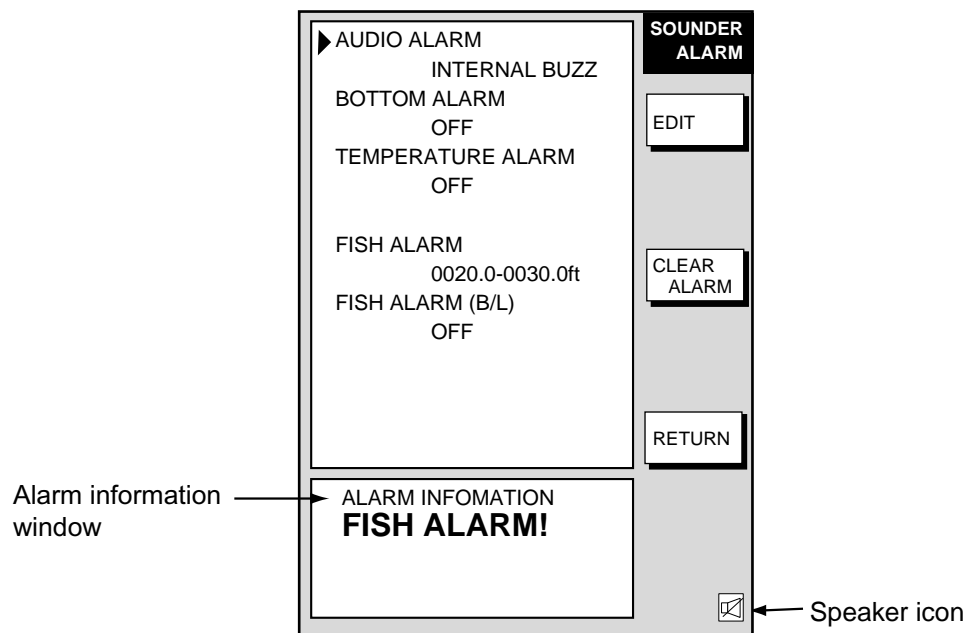 AUDIO ALARM
INTERNAL BUZZ
BOTTOM ALARM
OFF
TEMPERATURE ALARM
OFF
FISH ALARM
0020.0-0030.0ft
FISH ALARM (B/L)
OFF
SOUNDER
ALARM
EDIT
CLEAR
ALARM
RETURN
Alarm information
window
ALARM INFOMATION
FISH ALARM!
Speaker icon